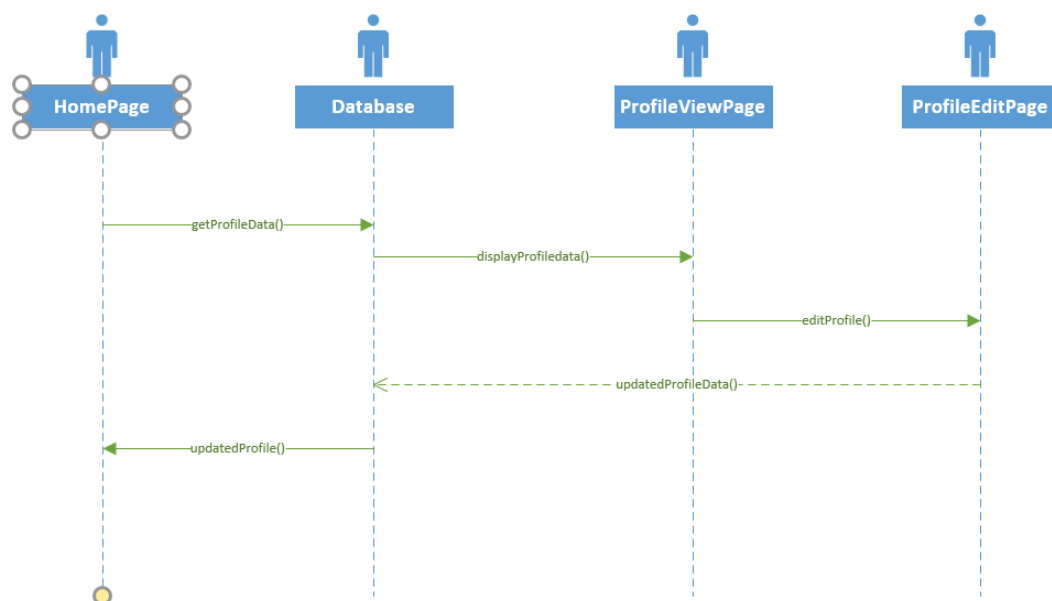 HomePage
Database
ProfileViewPage
ProfileEditPage
getProfileData()
displayProfiledata()
editProfile()
updatedProfileData()
updatedProfile()